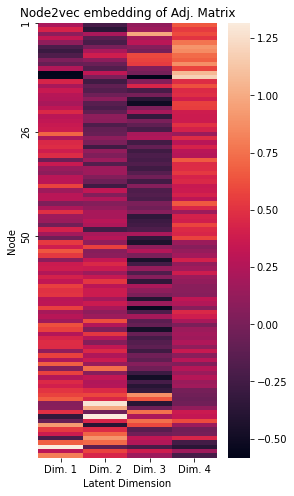 Node2vec embedding of Adj. Matrix
1
26
50
Node
Dim. 1 Dim. 2 Dim. 3 Dim. 4
Latent Dimension
1.25
1.00
0.75
0.50
0.25
0.00
−0.25
−0.50